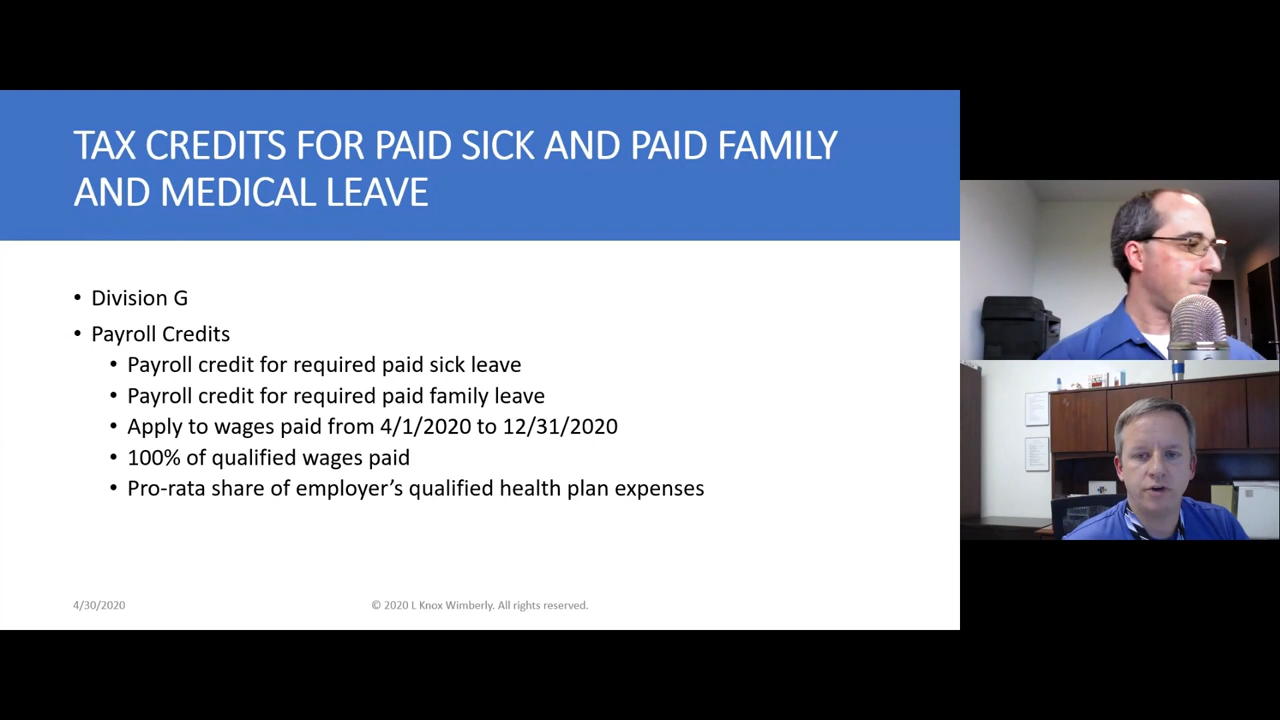 TAX CREDITS FOR PAID SICK AND PAID FAMILY
AND MEDICAL LEAVE
• Division G
• Payroll Credits
• Payroll credit for required paid sick leave
• Payroll credit for required paid family leave
• Apply to wages paid from 4/1/2020 to 12/31/2020
• 100% of qualified wages paid
• Pro-rata share of employer’s qualified health plan expenses
4/30/2020
© 2020 L Knox Wimberly. All rights reserved.